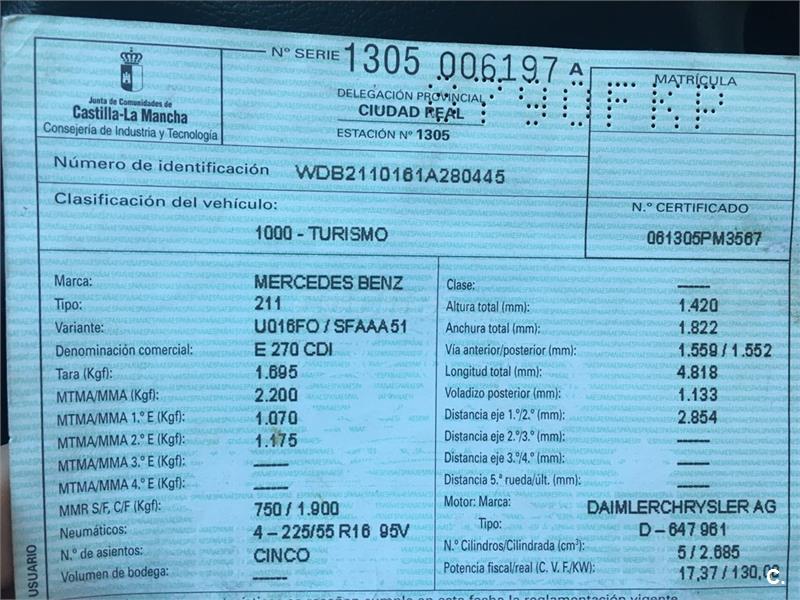 Nº SERIE 1305 006197 A
Junta de Comunidades de
Castilla-La Mancha
Consejería de Industria y Tecnología
DELEGACIÓN PROVINCIAL
CIUDAD REAL
ESTACIÓN Nº 1305
MATRÍCULA
FKP
Número de identificación WDB2110161A280445
Clasificación del vehículo:
1000 - TURISMO
N.º CERTIFICADO
061305PM3567
Marca: MERCEDES BENZ
Tipo: 211
Variante: U016FO / SFAAA51
Denominación comercial: E 270 CDI
Tara (Kgf): 1.695
MTMA/MMA (Kgf): 2.200
MTMA/MMA 1.º E (Kgf): 1.070
MTMA/MMA 2.º E (Kgf): 1.175
MTMA/MMA 3.º E (Kgf): ----
MTMA/MMA 4.º E (Kgf): ----
MMR S/F, C/F (Kgf): 750 / 1.900
Neumáticos: 4 - 225/55 R16 95V
N.º de asientos: CINCO
Volumen de bodega: ----
Clase: ----
Altura total (mm): 1.420
Anchura total (mm): 1.822
Vía anterior/posterior (mm): 1.559 / 1.552
Longitud total (mm): 4.818
Voladizo posterior (mm): 1.133
Distancia eje 1.º/2.º (mm): 2.854
Distancia eje 2.º/3.º (mm): ----
Distancia eje 3.º/4.º (mm): ----
Distancia 5.ª rueda/últ. (mm): ----
Motor: Marca: DAIMLERCHRYSLER AG
Tipo: D - 647 961
N.º Cilindros/Cilindrada (cm³): 5 / 2.685
Potencia fiscal/real (C. V. F./KW): 17,37 / 130,0
USUARIO
c.